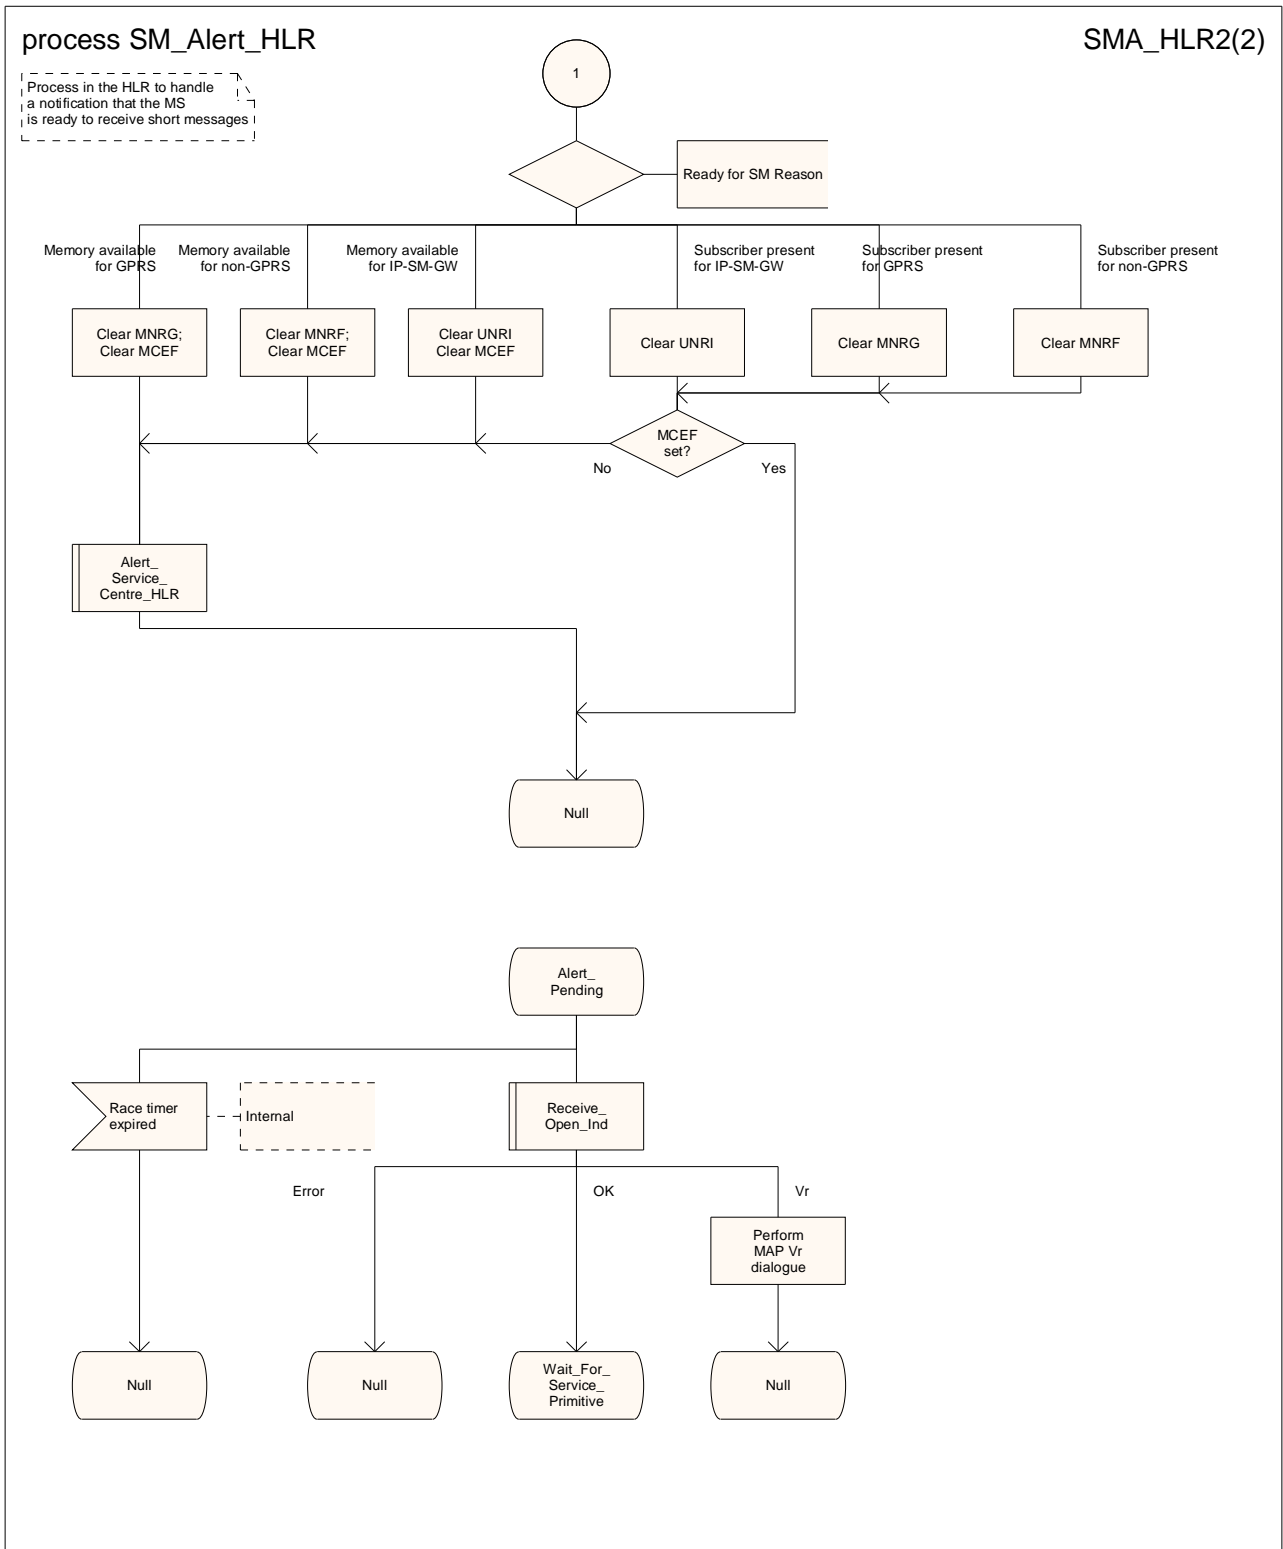 process SM_Alert_HLR
SMA_HLR2(2)
Process in the HLR to handle
a notification that the MS
is ready to receive short messages
1
Ready for SM Reason
Memory available
for GPRS
Memory available
for non-GPRS
Memory available
for IP-SM-GW
Subscriber present
for IP-SM-GW
Subscriber present
for GPRS
Subscriber present
for non-GPRS
Clear MNRG;
Clear MCEF
Clear MNRF;
Clear MCEF
Clear UNRI
Clear MCEF
Clear UNRI
Clear MNRG
Clear MNRF
MCEF
set?
No
Yes
Alert_
Service_
Centre_HLR
Null
Alert_
Pending
Race timer
expired
Internal
Receive_
Open_Ind
Error
OK
Vr
Perform
MAP Vr
dialogue
Null
Null
Wait_For_
Service_
Primitive
Null